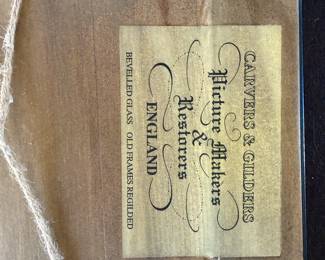 CARVERS & GILDERS
Picture Makers
&
Restorers
ENGLAND
BEVELLED GLASS OLD FRAMES REGILDED